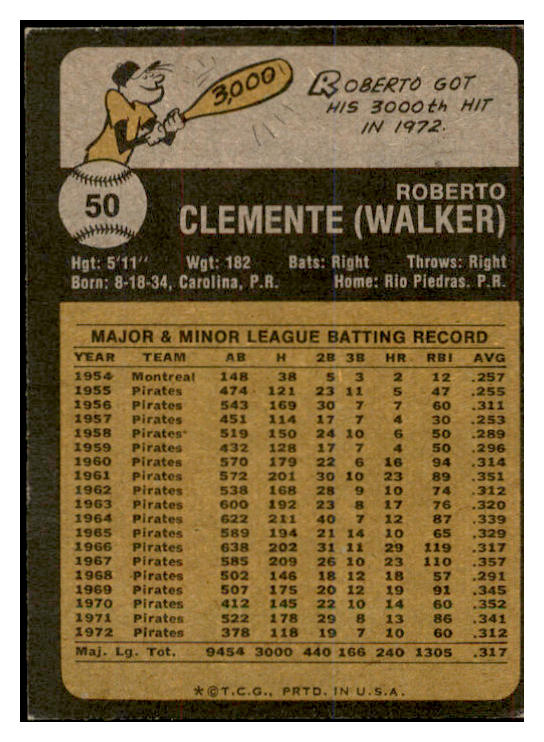 3,000
ROBERTO GOT
HIS 3000th HIT
IN 1972.
50
ROBERTO
CLEMENTE (WALKER)
Hgt: 5'11" Wgt: 182 Bats: Right Throws: Right
Born: 8-18-34, Carolina, P.R. Home: Rio Piedras, P.R.
MAJOR & MINOR LEAGUE BATTING RECORD
YEAR TEAM AB H 2B 3B HR RBI AVG
1954 Montreal 148 38 5 3 2 12 .257
1955 Pirates 474 121 23 11 5 47 .255
1956 Pirates 543 169 30 7 7 60 .311
1957 Pirates 451 114 17 7 4 30 .253
1958 Pirates 519 150 24 10 6 50 .289
1959 Pirates 432 128 17 7 4 50 .296
1960 Pirates 570 179 22 6 16 94 .314
1961 Pirates 572 201 30 10 23 89 .351
1962 Pirates 538 168 28 9 10 74 .312
1963 Pirates 600 192 23 8 17 76 .320
1964 Pirates 622 211 40 7 12 87 .339
1965 Pirates 589 194 21 14 10 65 .329
1966 Pirates 638 202 31 11 29 119 .317
1967 Pirates 585 209 26 10 23 110 .357
1968 Pirates 502 146 18 12 18 57 .291
1969 Pirates 507 175 20 12 19 91 .345
1970 Pirates 412 145 22 10 14 60 .352
1971 Pirates 522 178 29 8 13 86 .341
1972 Pirates 378 118 19 7 10 60 .312
Maj. Lg. Tot. 9454 3000 440 166 240 1305 .317
*©T.C.G., PRTD. IN U.S.A.